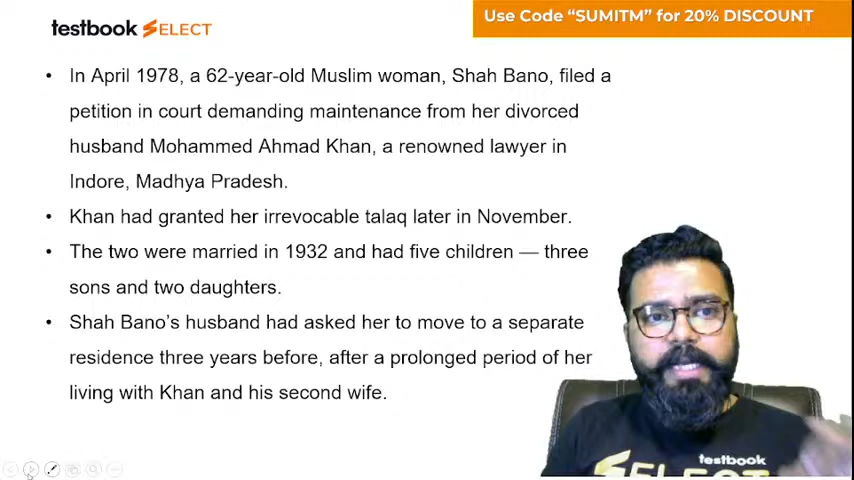 testbook SELECT
Use Code “SUMITM” for 20% DISCOUNT
• In April 1978, a 62-year-old Muslim woman, Shah Bano, filed a
petition in court demanding maintenance from her divorced
husband Mohammed Ahmad Khan, a renowned lawyer in
Indore, Madhya Pradesh.
• Khan had granted her irrevocable talaq later in November.
• The two were married in 1932 and had five children — three
sons and two daughters.
• Shah Bano’s husband had asked her to move to a separate
residence three years before, after a prolonged period of her
living with Khan and his second wife.
testbook
SELECT